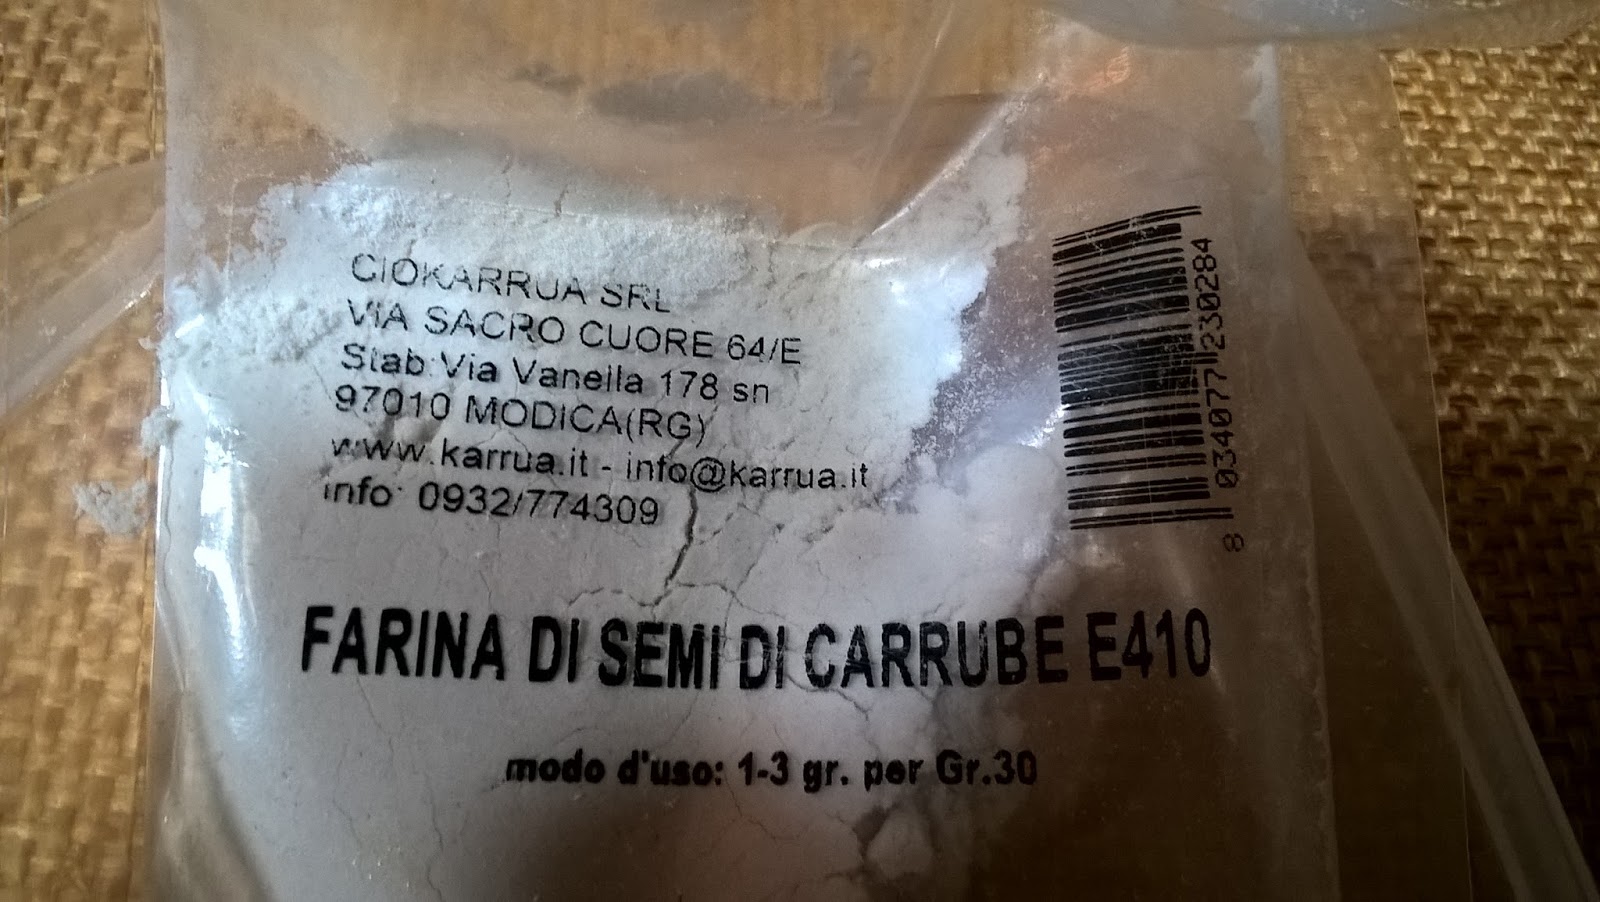 CIOKARRUA SRL
VIA SACRO CUORE 64/E
Stab:Via Vanella 178 sn
97010 MODICA(RG)
www.karrua.it - info@karrua.it
info: 0932/774309
8 034077 230284
FARINA DI SEMI DI CARRUBE E410
modo d'uso: 1-3 gr. per Gr.30